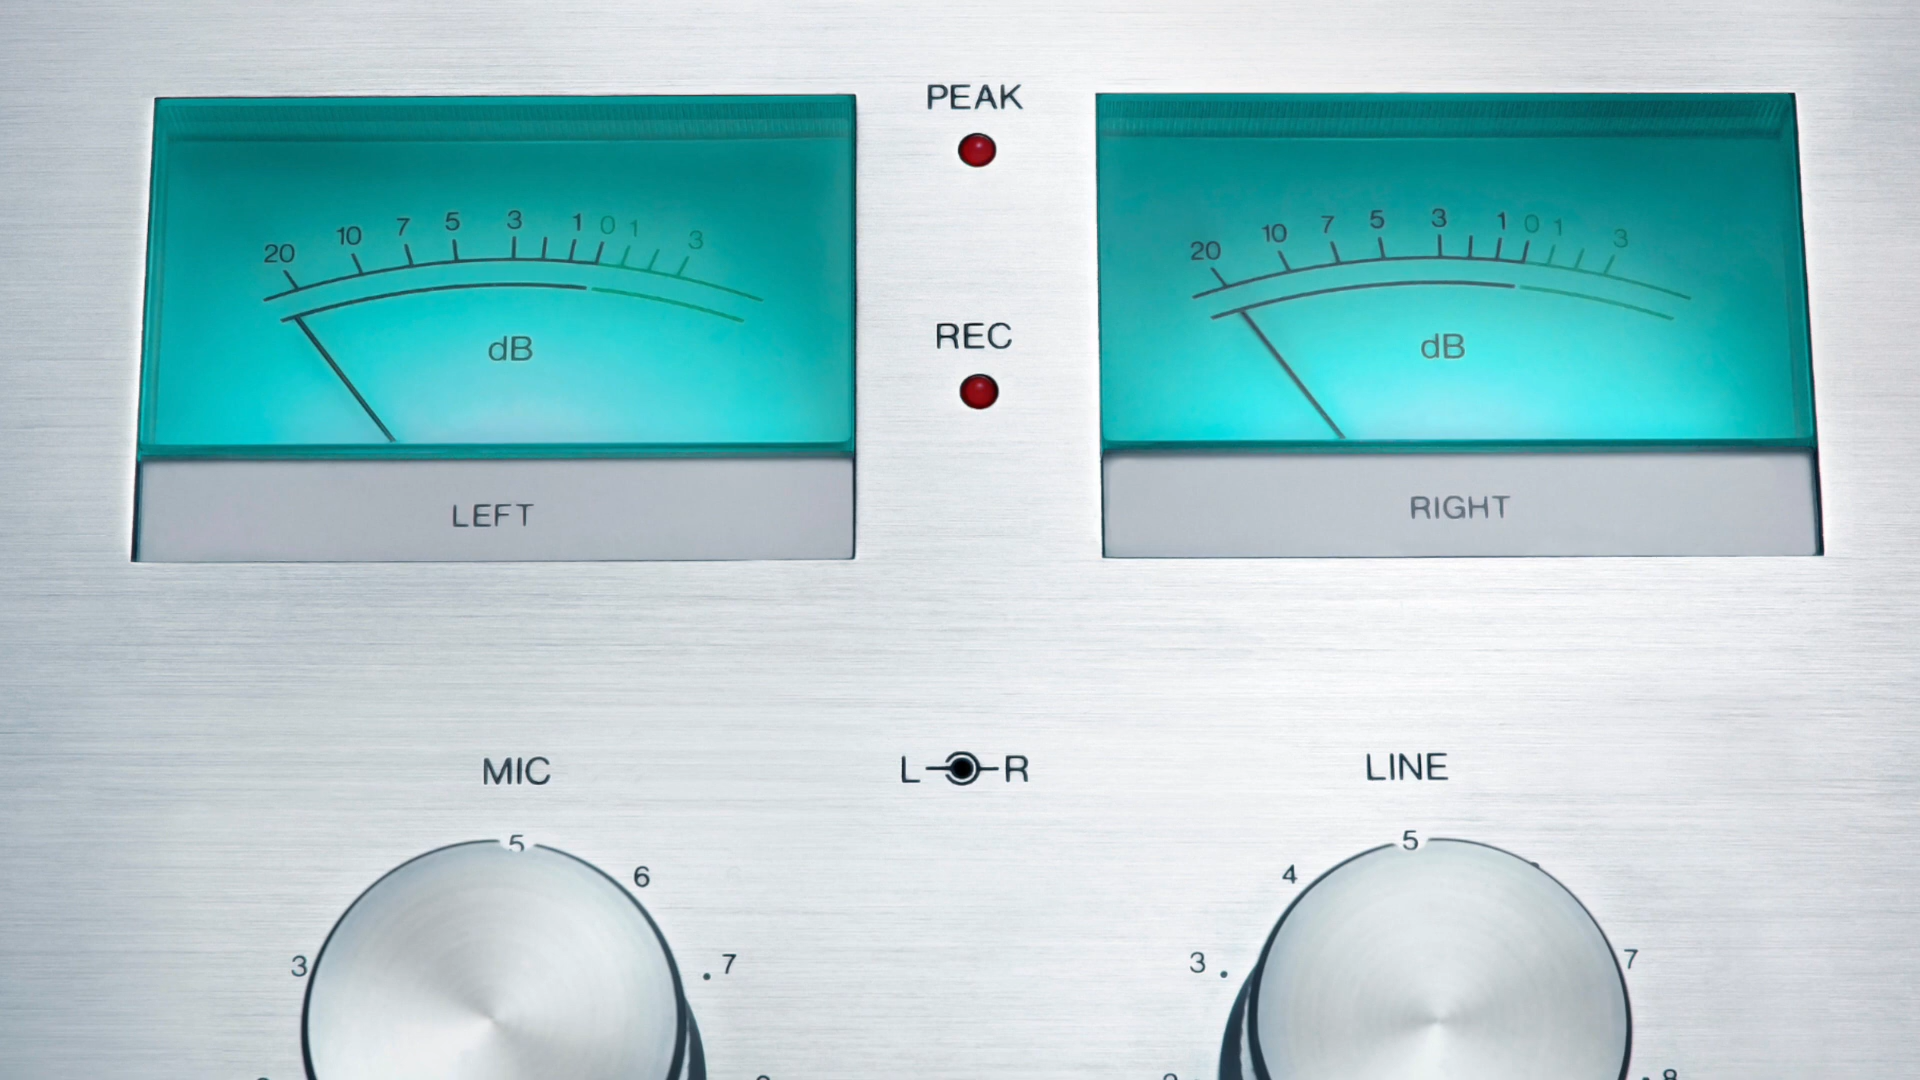 PEAK
20 10 7 5 3 1 0 1 3
dB
LEFT
20 10 7 5 3 1 0 1 3
dB
RIGHT
REC
MIC
L R
LINE
5
6
3
7
5
4
3
7
8